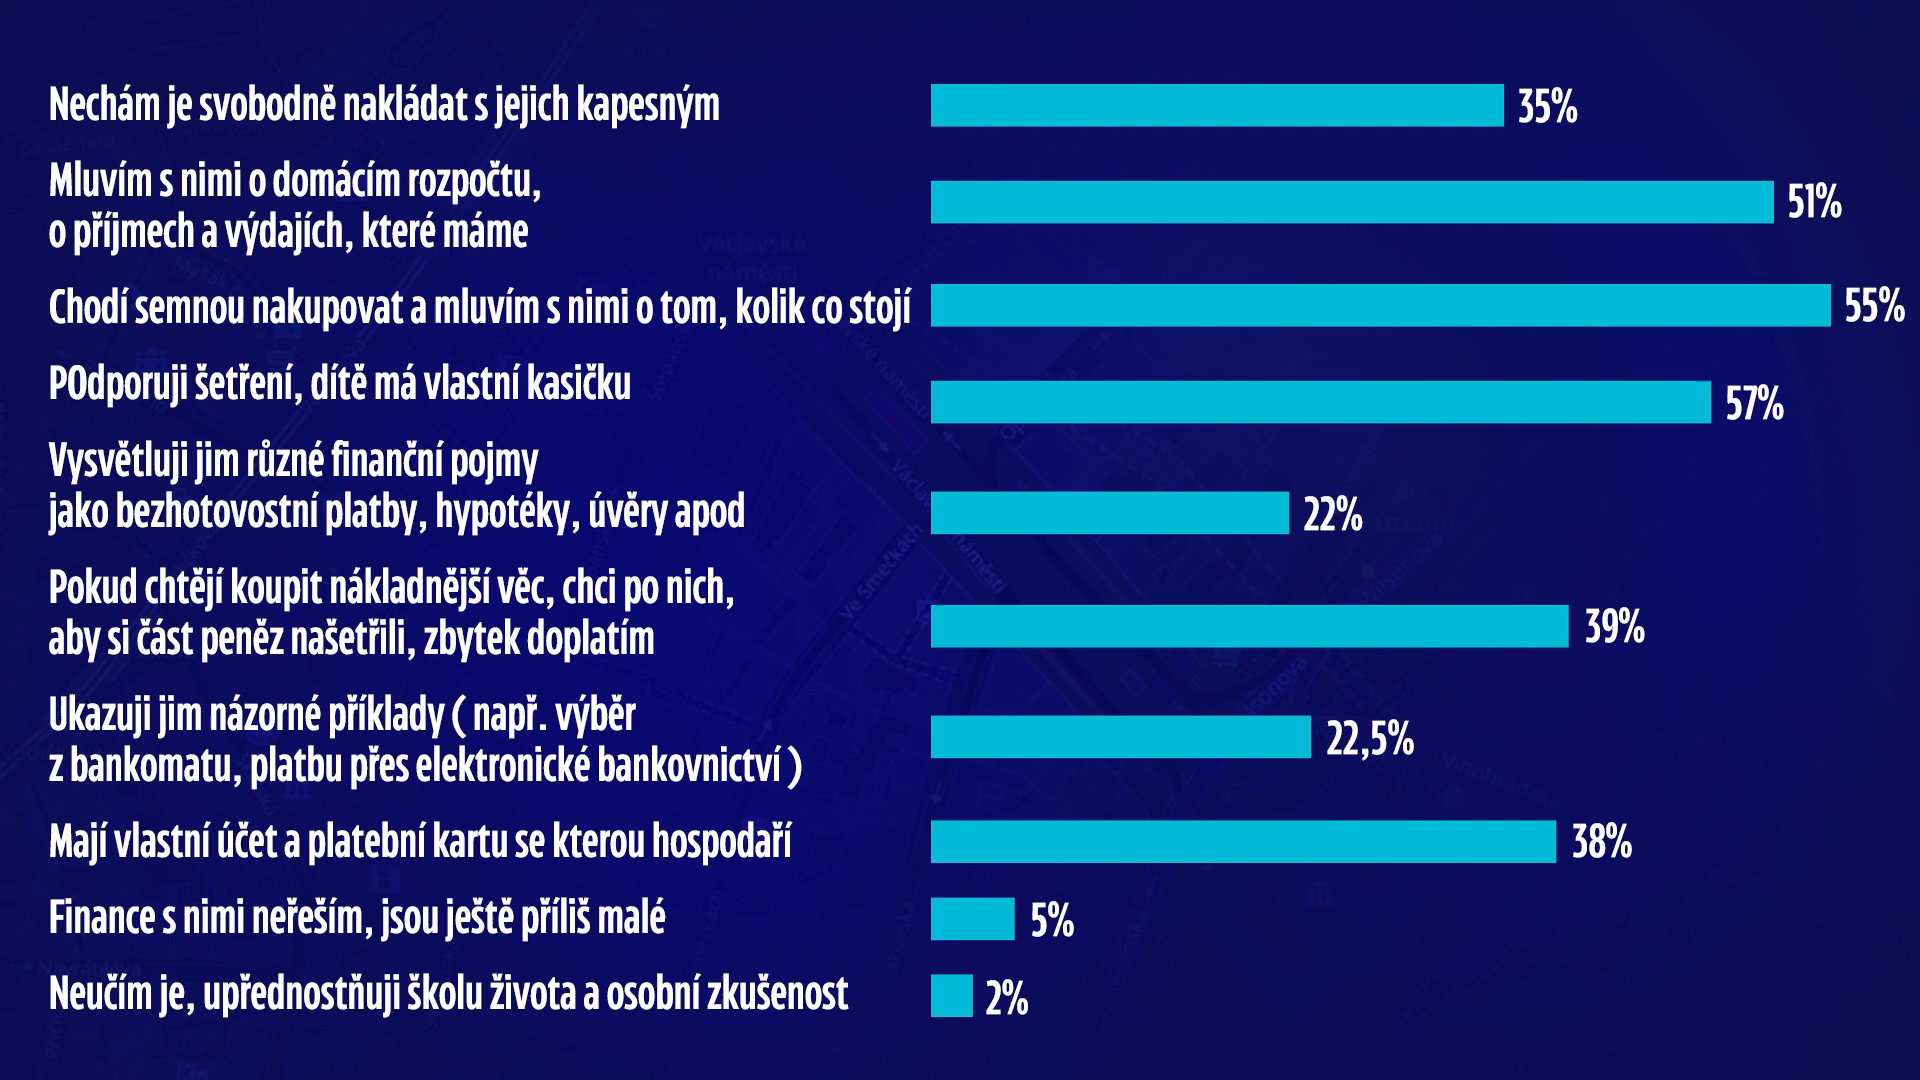 Nechám je svobodně nakládat s jejich kapesným
35%
Mluvím s nimi o domácím rozpočtu,
o příjmech a výdajích, které máme
51%
Chodí semnou nakupovat a mluvím s nimi o tom, kolik co stojí
55%
POdporuji šetření, dítě má vlastní kasičku
57%
Vysvětluji jim různé finanční pojmy
jako bezhotovostní platby, hypotéky, úvěry apod
22%
Pokud chtějí koupit nákladnější věc, chci po nich,
aby si část peněz našetřili, zbytek doplatím
39%
Ukazuji jim názorné příklady ( např. výběr
z bankomatu, platbu přes elektronické bankovnictví )
22,5%
Mají vlastní účet a platební kartu se kterou hospodaří
38%
Finance s nimi neřeším, jsou ještě příliš malé
5%
Neučím je, upřednostňuji školu života a osobní zkušenost
2%
Václavské
náměstí
Ve Smečkách